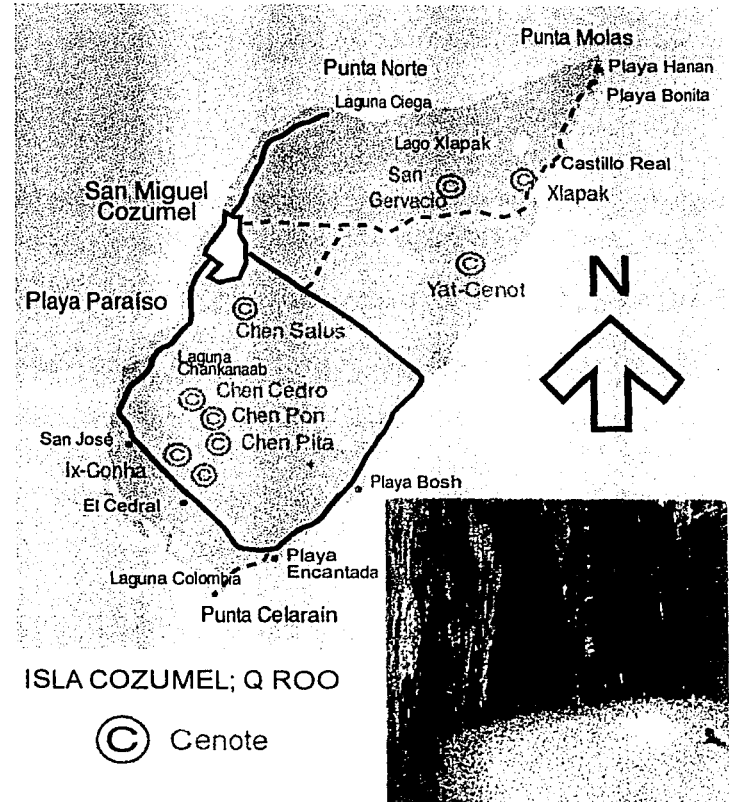 Punta Molas
Playa Hanan
Playa Bonita
Punta Norte
Laguna Ciega
Lago Xlapak
San
Gervacio
Castillo Real
Xlapak
San Miguel
Cozumel
Yat-Cenot
N
Playa Paraíso
Chen Salus
Laguna
Chankanaab
Chen Cedro
Chen Pon
Chen Pita
San José
Ix-Conha
El Cedral
Playa Bosh
Playa
Encantada
Laguna Colombia
Punta Celarain
ISLA COZUMEL; Q ROO
© Cenote